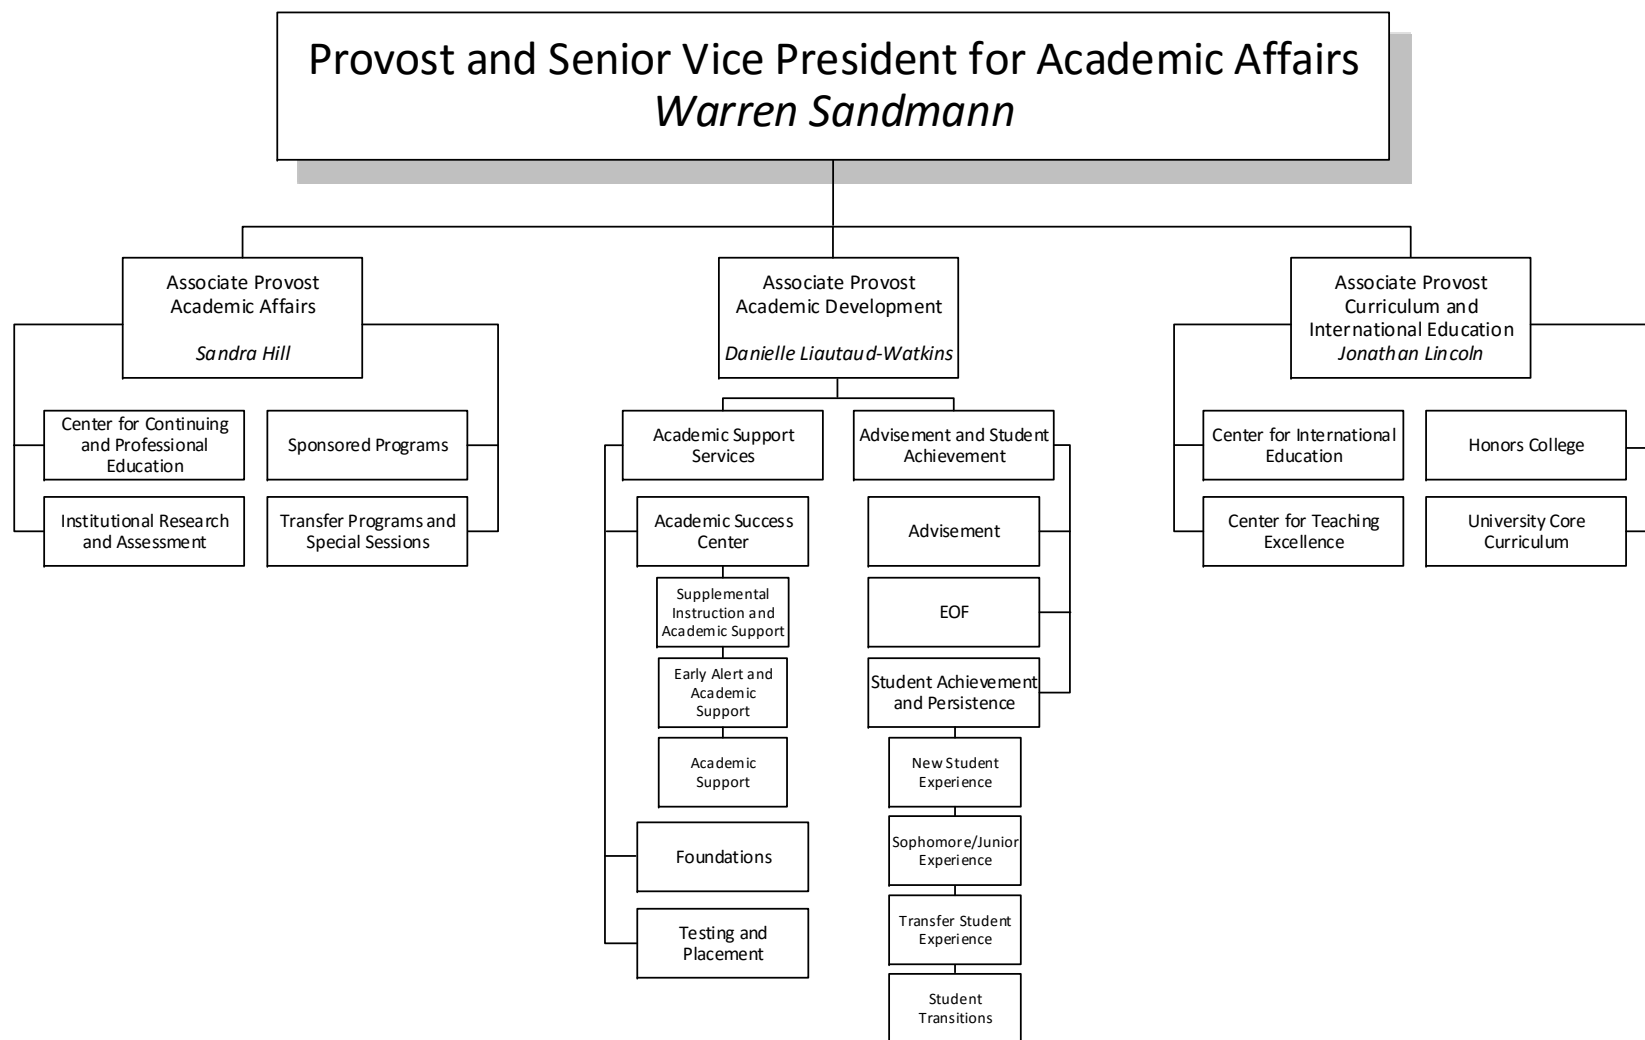 Provost and Senior Vice President for Academic Affairs
Warren Sandmann
Associate Provost
Academic Affairs
Sandra Hill
Center for Continuing
and Professional
Education
Sponsored Programs
Institutional Research
and Assessment
Transfer Programs and
Special Sessions
Associate Provost
Academic Development
Danielle Liautaud-Watkins
Academic Support
Services
Academic Success
Center
Supplemental
Instruction and
Academic Support
Early Alert and
Academic
Support
Academic
Support
Foundations
Testing and
Placement
Advisement and Student
Achievement
Advisement
EOF
Student Achievement
and Persistence
New Student
Experience
Sophomore/Junior
Experience
Transfer Student
Experience
Student
Transitions
Associate Provost
Curriculum and
International Education
Jonathan Lincoln
Center for International
Education
Honors College
Center for Teaching
Excellence
University Core
Curriculum